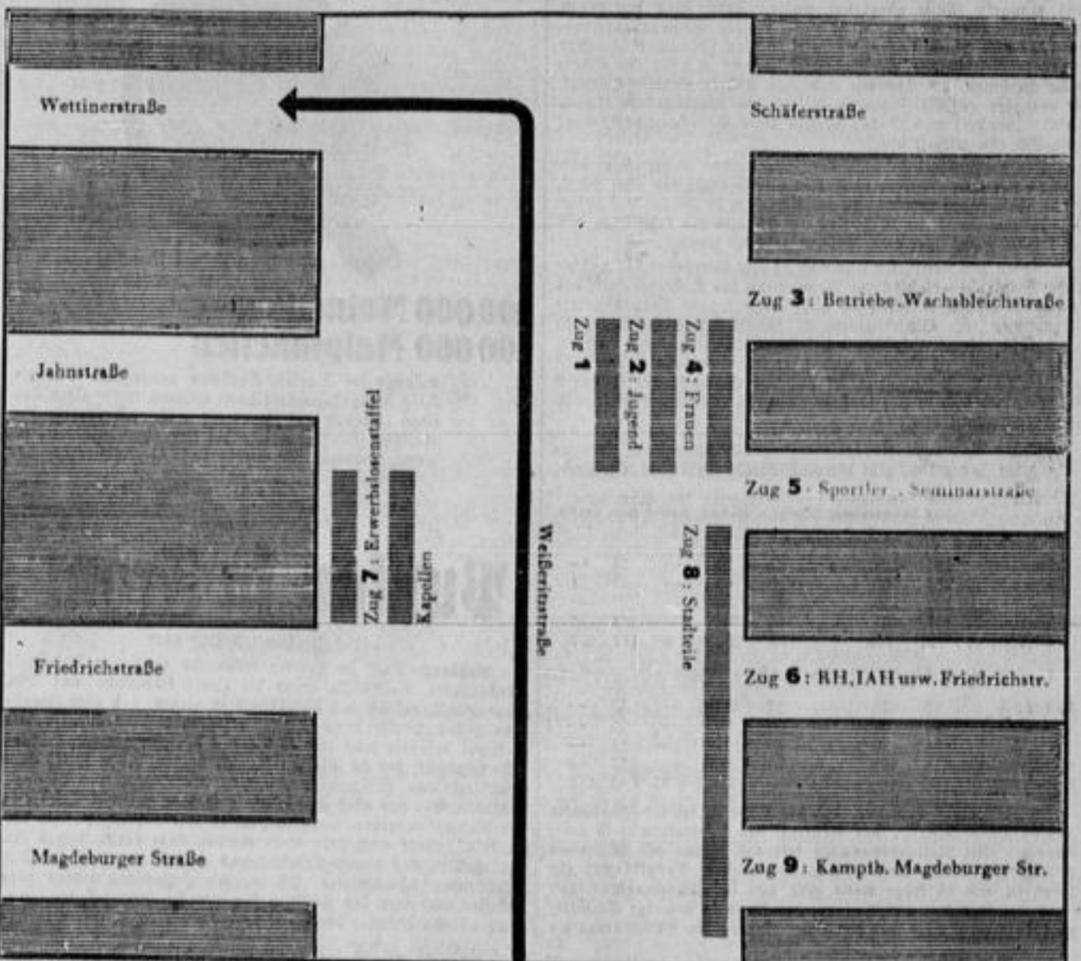 Wettinerstraße
Schäferstraße
Zug 3: Betriebe. Wachsbleichstraße
Zug 1
Zug 2: Jugend
Zug 4: Frauen
Jahnstraße
Zug 7: Erwerbslosenstaffel
Kapellen
Weißeritzstraße
Zug 5: Sportler. Seminarstraße
Zug 8: Stadtteile
Friedrichstraße
Zug 6: RH, IAH usw. Friedrichstr.
Magdeburger Straße
Zug 9: Kampfb. Magdeburger Str.